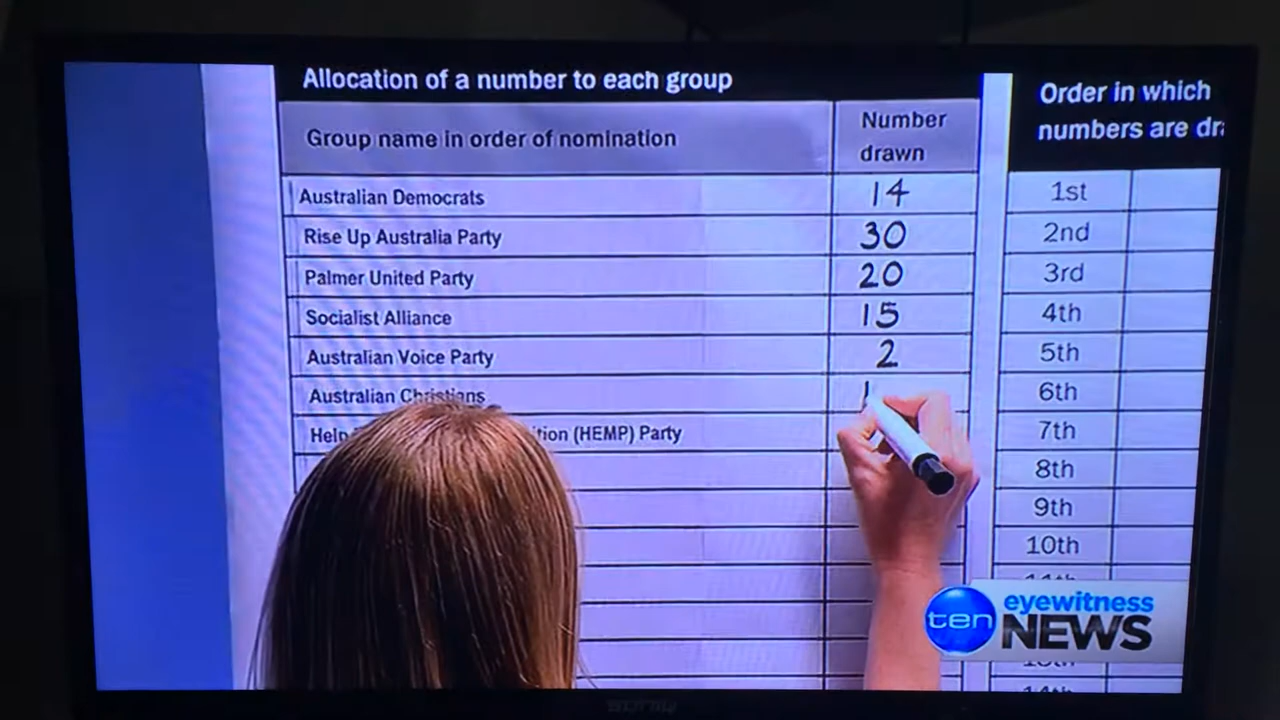 Allocation of a number to each group
Group name in order of nomination
Number
drawn
Australian Democrats
14
Rise Up Australia Party
30
Palmer United Party
20
Socialist Alliance
15
Australian Voice Party
2
Australian Christians
Help
(HEMP) Party
Order in which
numbers are
1st
2nd
3rd
4th
5th
6th
7th
8th
9th
10th
ten
eyewitness
NEWS